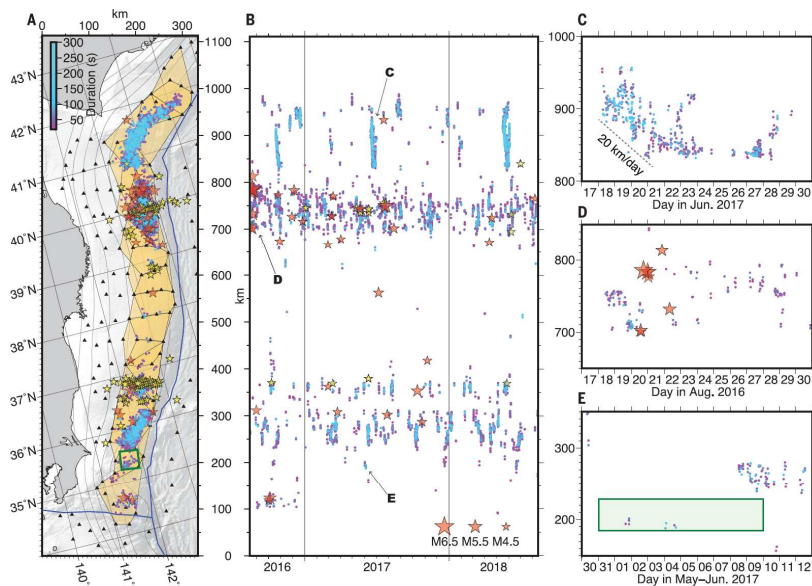 km
0 100 200 300
A
Duration (s)
300
250
200
150
100
50
43°N
42°N
41°N
40°N
39°N
38°N
37°N
36°N
35°N
140°
141°
142°
B
1100
1000
900
800
700
600
km
500
400
300
200
100
0
C
D
E
M6.5 M5.5 M4.5
2016 2017 2018
C
1000
900
800
20 km/day
17 18 19 20 21 22 23 24 25 26 27 28 29 30
Day in Jun. 2017
D
800
700
17 18 19 20 21 22 23 24 25 26 27 28 29 30
Day in Aug. 2016
E
300
200
30 31 01 02 03 04 05 06 07 08 09 10 11 12
Day in May–Jun. 2017